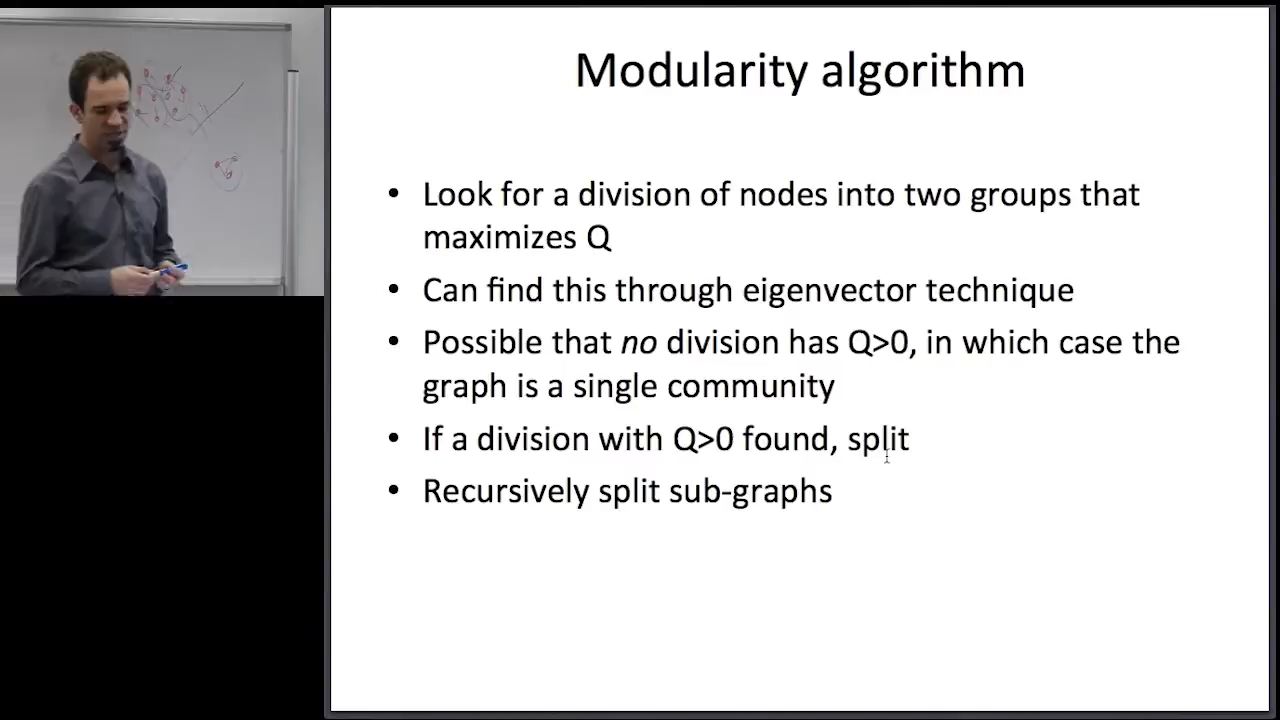 Modularity algorithm
• Look for a division of nodes into two groups that
maximizes Q
• Can find this through eigenvector technique
• Possible that no division has Q>0, in which case the
graph is a single community
• If a division with Q>0 found, split
• Recursively split sub-graphs